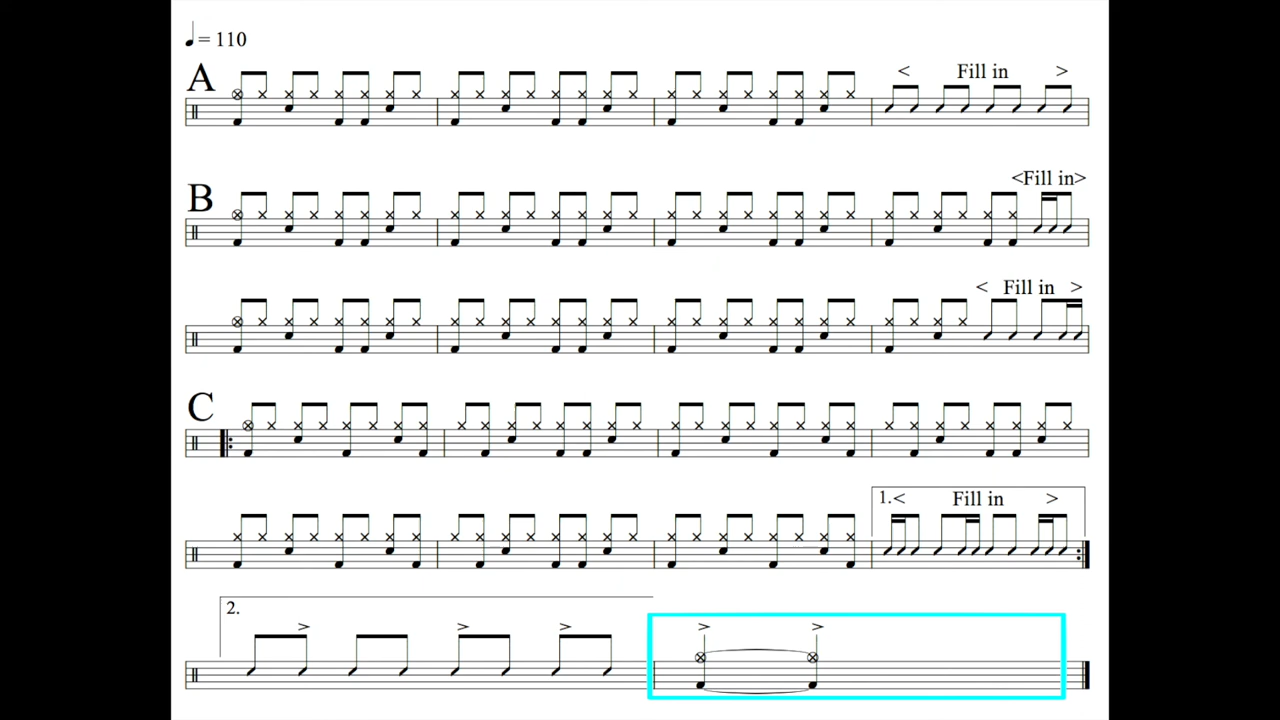 = 110
A
< Fill in >
B
<Fill in>
< Fill in >
C
1.< Fill in >
2.